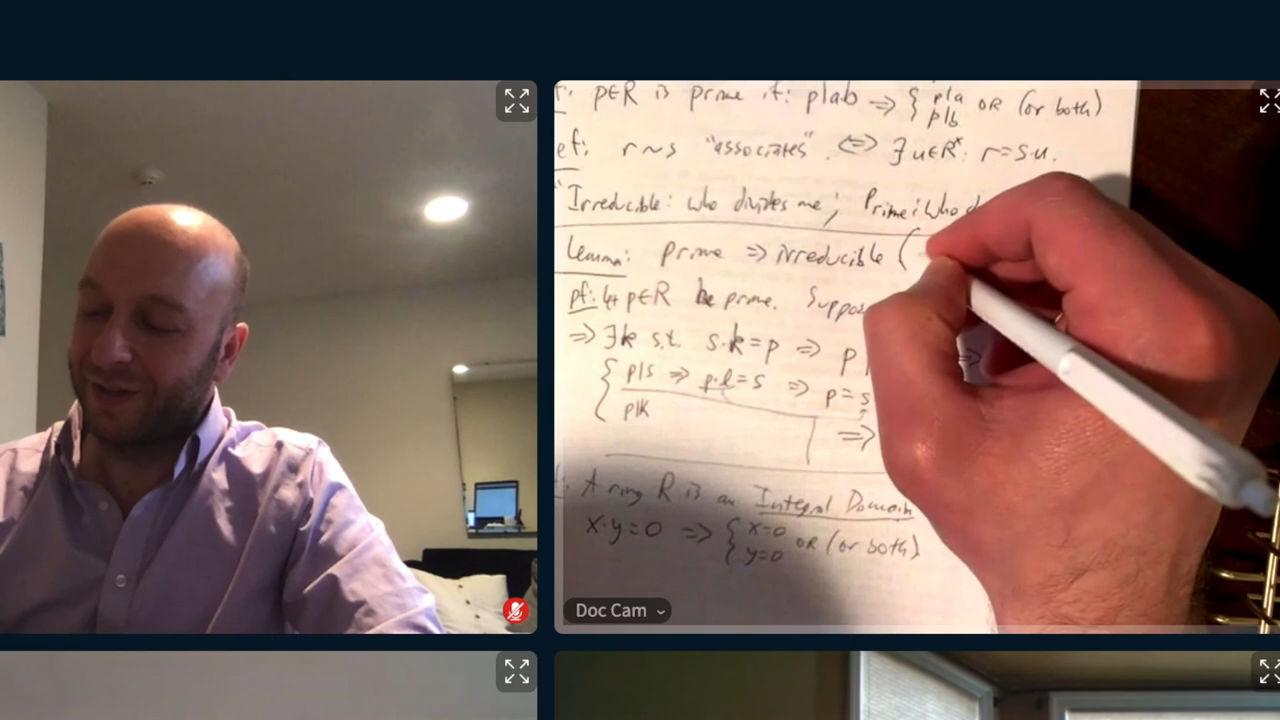 f: p∈R is prime if: p|ab ⇒ { p|a OR (or both)
p|b
ef: r~s "associates". ⇔ ∃u∈R^x: r=s·u.
"Irreducible: who divides me; Prime: Who d
Lemma: prime ⇒ irreducible (
pf: Let p∈R be prime. Suppos
⇒ ∃k s.t. s·k=p ⇒ p |
{ p|s ⇒ p·l=s ⇒ p=s
p|k
⇒
f: A ring R is an Integral Domain
x·y=0 ⇒ { x=0 OR (or both)
y=0
Doc Cam